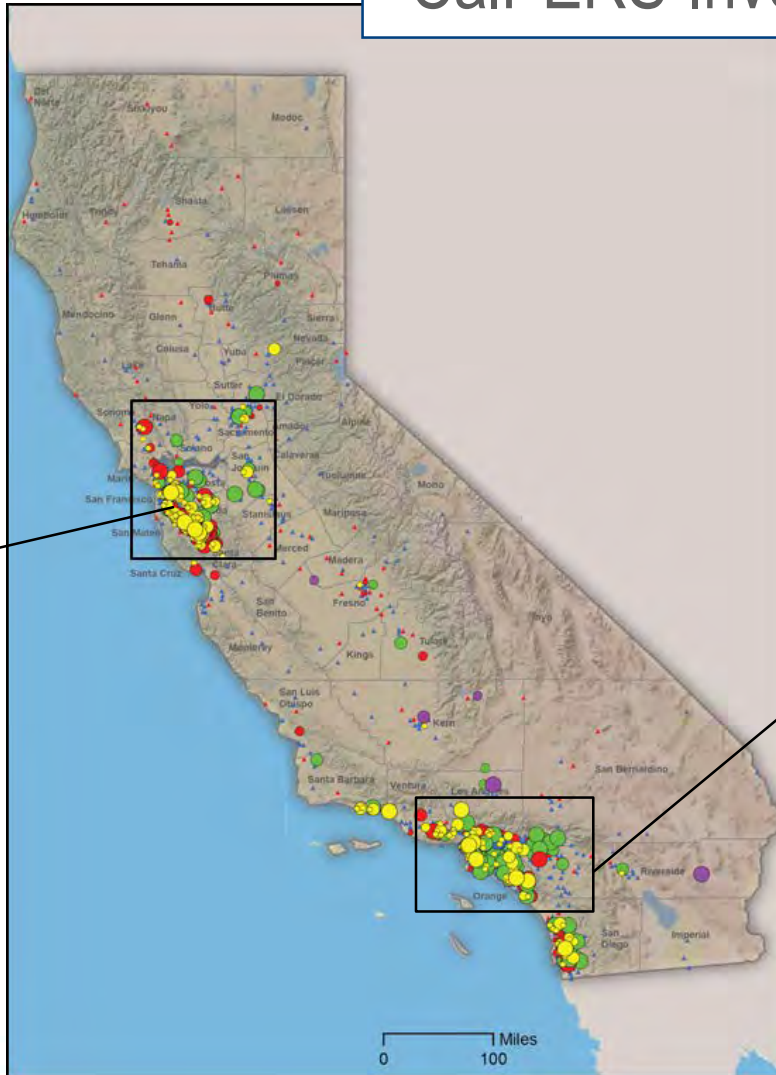 Del
Norte
Siskiyou
Modoc
Humboldt
Trinity
Shasta
Lassen
Tehama
Plumas
Mendocino
Glenn
Butte
Sierra
Colusa
Yuba
Nevada
Placer
Lake
Sutter
Sonoma
Napa
Yolo
El Dorado
Sacramento
Amador
Alpine
Solano
San
Joaquin
Calaveras
Tuolumne
Mono
San Francisco
Stanislaus
Mariposa
San Mateo
Merced
Madera
Santa Cruz
Clara
San
Benito
Fresno
Inyo
Monterey
Kings
Tulare
San Luis
Obispo
Kern
San Bernardino
Santa Barbara
Ventura
Los Angeles
Riverside
Orange
San
Diego
Imperial
Miles
0
100